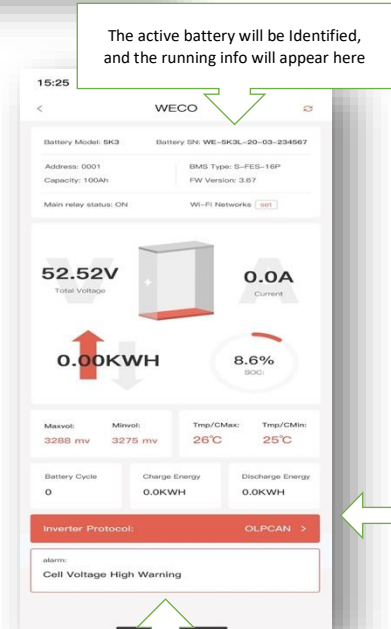 The active battery will be Identified,
and the running info will appear here
15:25
< WECO
Battery Model: 5K3 Battery SN: WE-5K3L-20-03-234567
Address: 0001 BMS Type: S-FES-16P
Capacity: 100Ah FW Version: 3.67
Main relay status: ON Wi-Fi Networks set
52.52V 0.0A
Total Voltage Current
0.00KWH 8.6%
SOC:
Maxvol: Minvol: Tmp/CMax: Tmp/CMin:
3288 mv 3275 mv 26℃ 25℃
Battery Cycle Charge Energy Discharge Energy
0 0.0KWH 0.0KWH
Inverter Protocol: OLPCAN >
alarm:
Cell Voltage High Warning